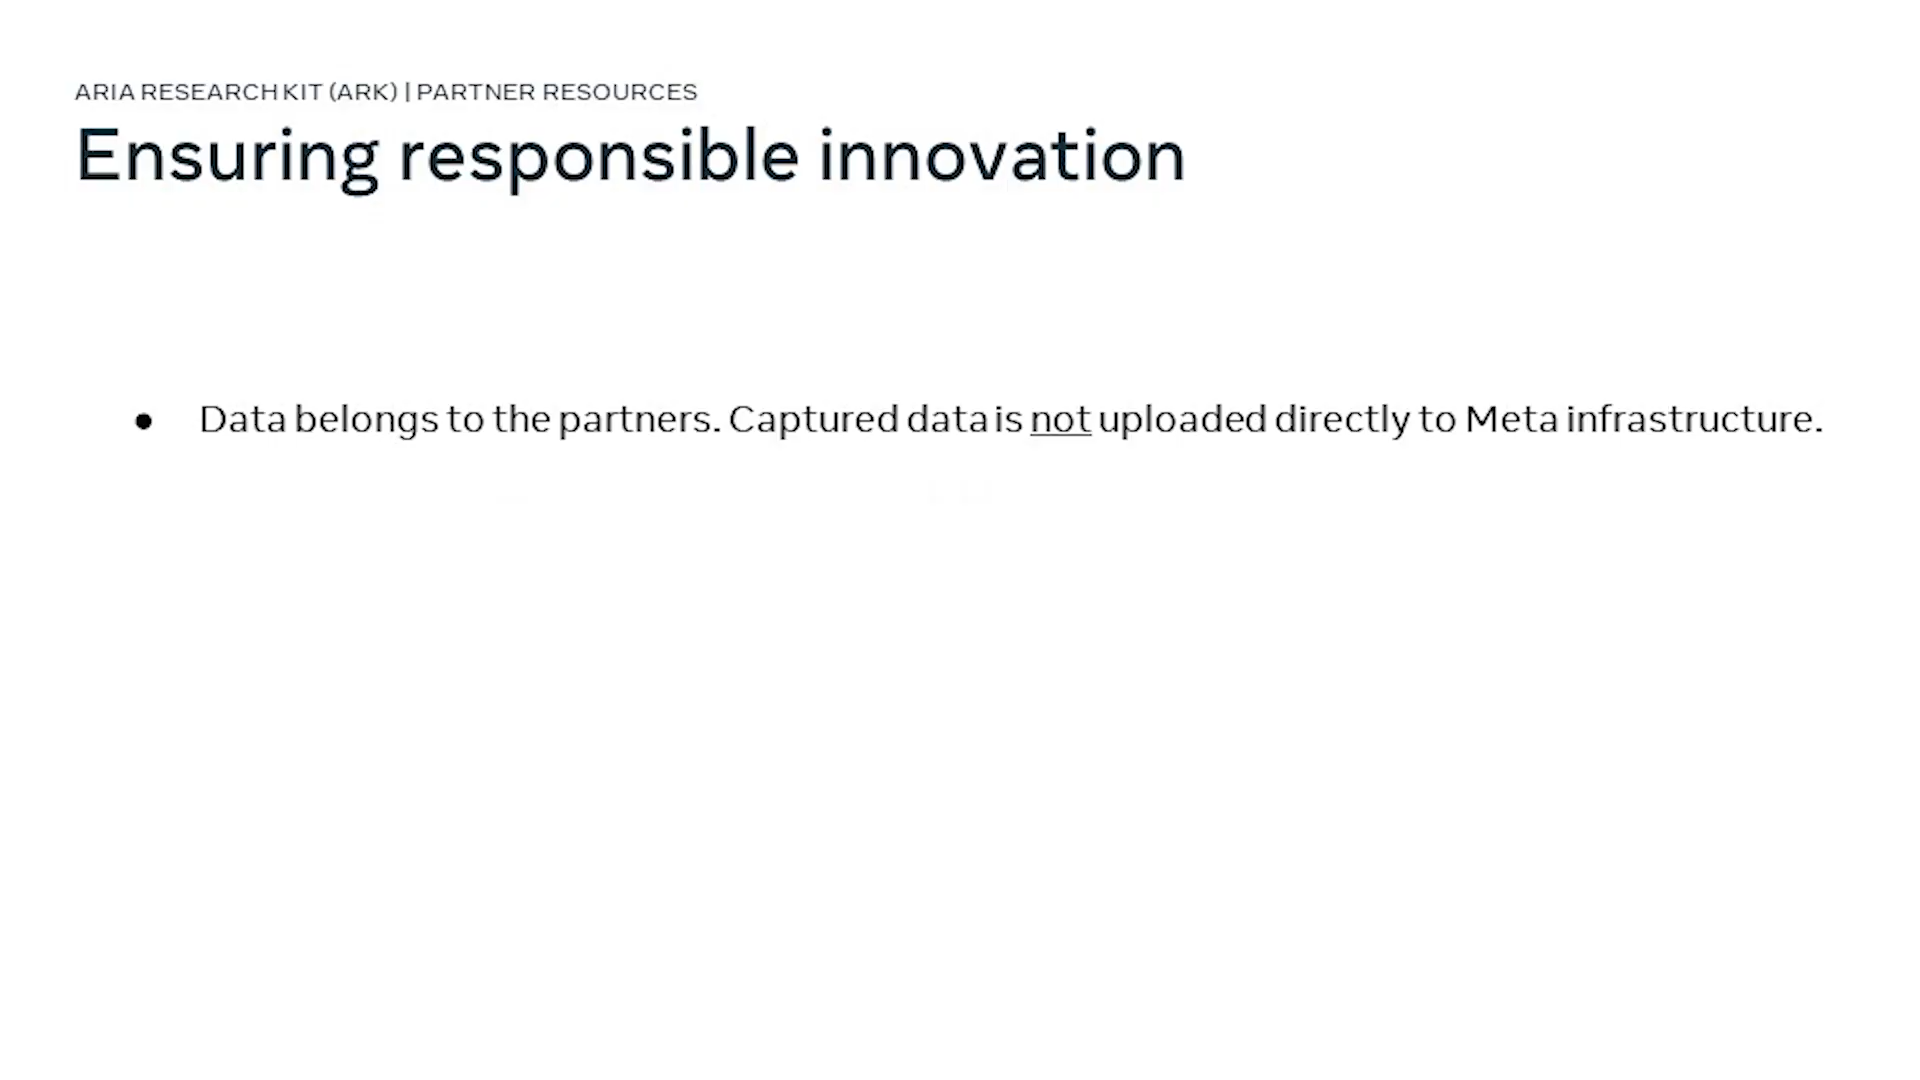 ARIA RESEARCH KIT (ARK) | PARTNER RESOURCES
Ensuring responsible innovation
● Data belongs to the partners. Captured data is not uploaded directly to Meta infrastructure.